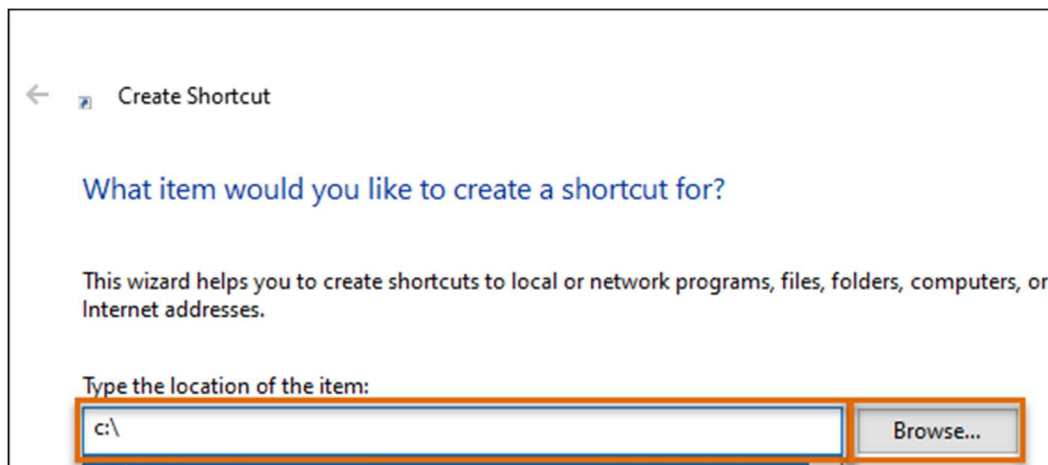 Create Shortcut
What item would you like to create a shortcut for?
This wizard helps you to create shortcuts to local or network programs, files, folders, computers, or
Internet addresses.
Type the location of the item:
c:\
Browse...